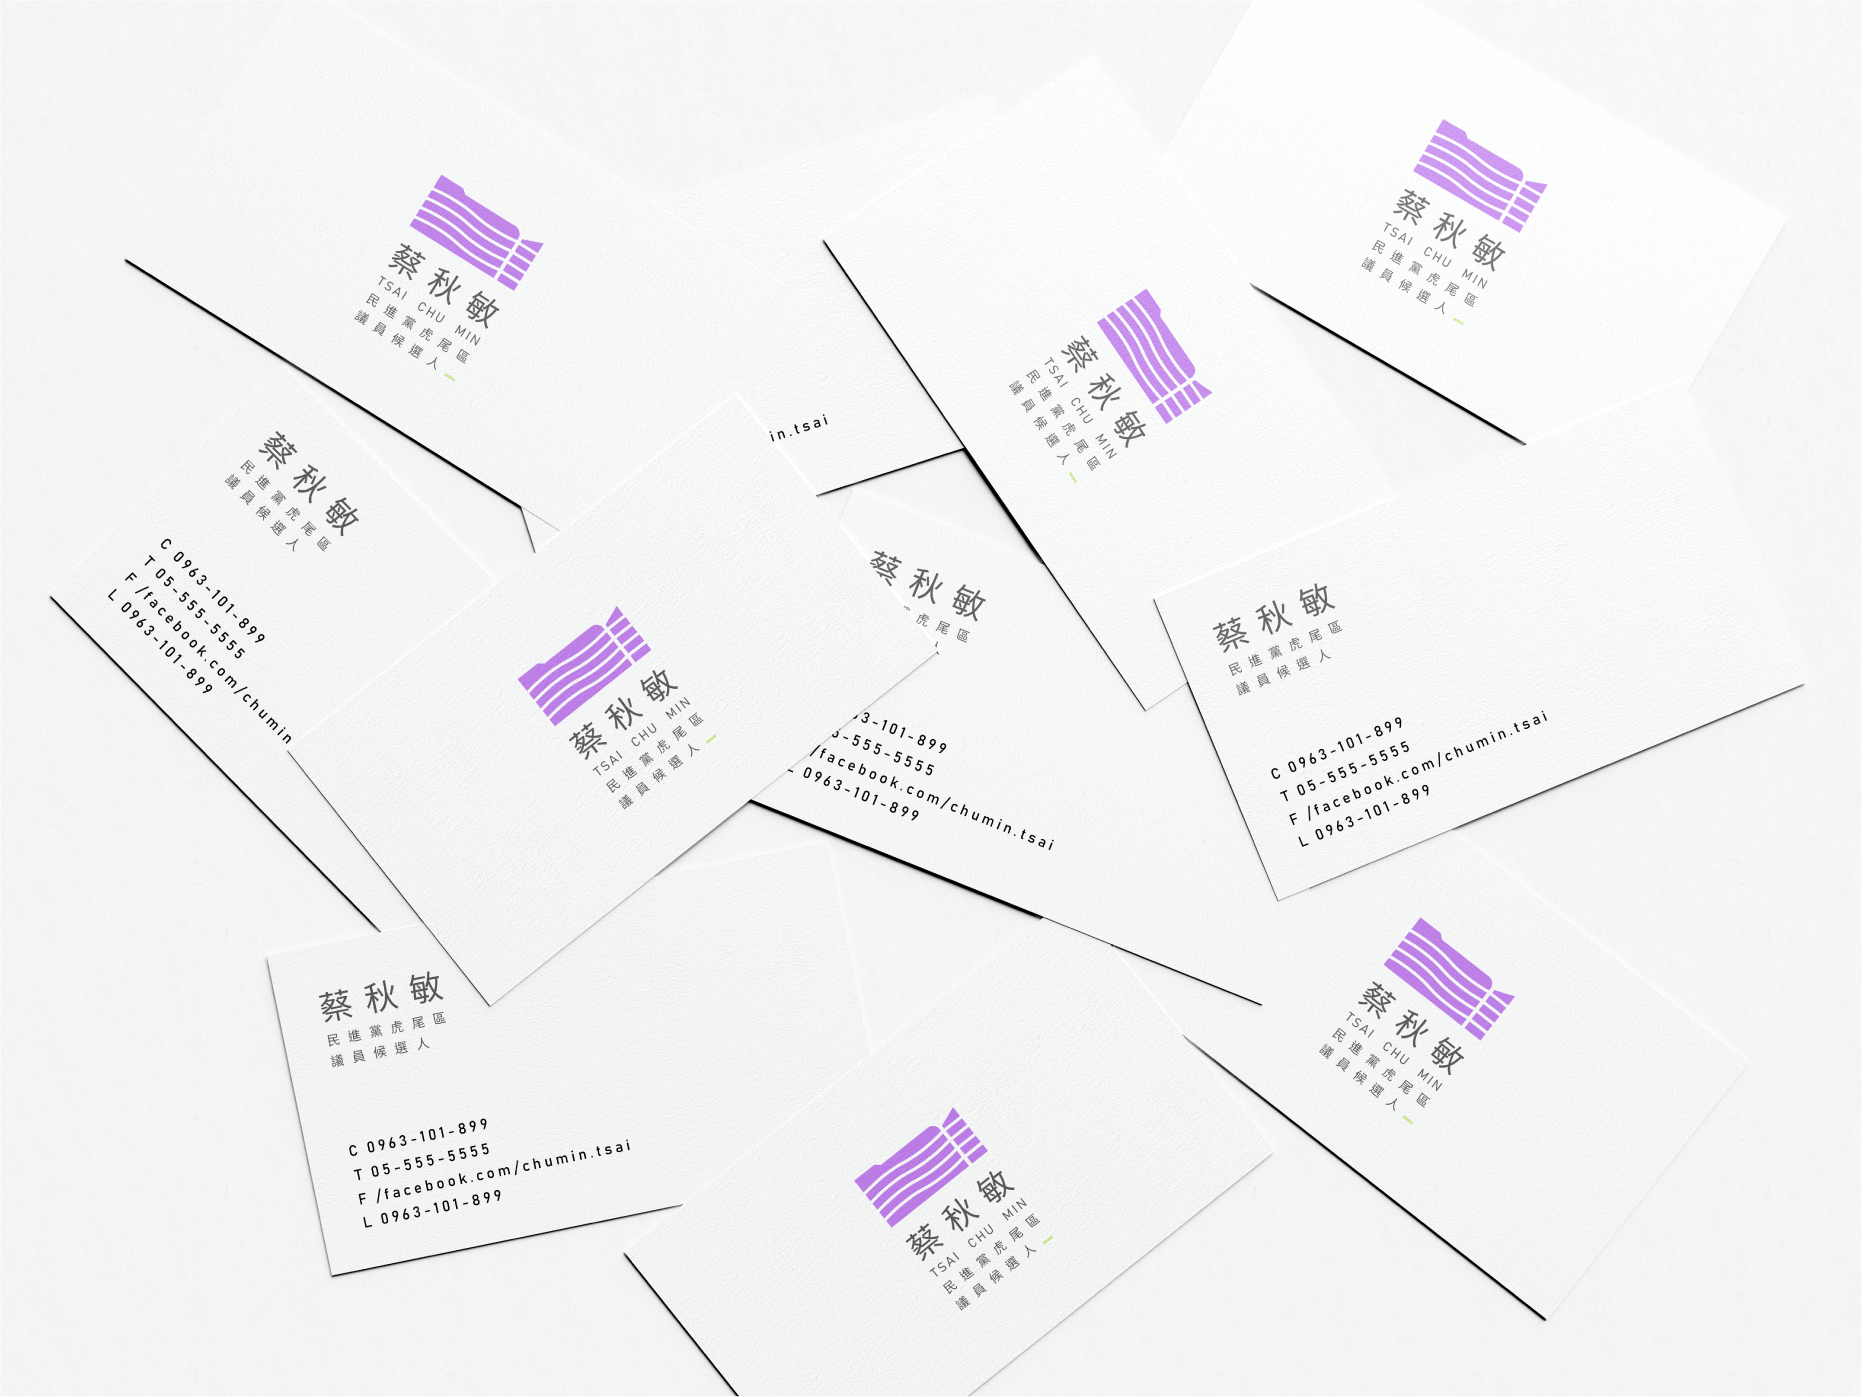 蔡秋敏
TSAI CHU MIN
民進黨虎尾區
議員候選人
蔡秋敏
TSAI CHU MIN
民進黨虎尾區
議員候選人
蔡秋敏
TSAI CHU MIN
民進黨虎尾區
議員候選人
in.tsai
蔡秋敏
民進黨虎尾區
議員候選人
C 0963-101-899
T 05-555-5555
F /facebook.com/chumin
L 0963-101-899
蔡秋敏
TSAI CHU MIN
民進黨虎尾區
議員候選人
蔡秋敏
虎尾區
3-101-899
-555-5555
/facebook.com/chumin.tsai
0963-101-899
蔡秋敏
民進黨虎尾區
議員候選人
C 0963-101-899
T 05-555-5555
F /facebook.com/chumin.tsai
L 0963-101-899
蔡秋敏
民進黨虎尾區
議員候選人
C 0963-101-899
T 05-555-5555
F /facebook.com/chumin.tsai
L 0963-101-899
蔡秋敏
TSAI CHU MIN
民進黨虎尾區
議員候選人
蔡秋敏
TSAI CHU MIN
民進黨虎尾區
議員候選人